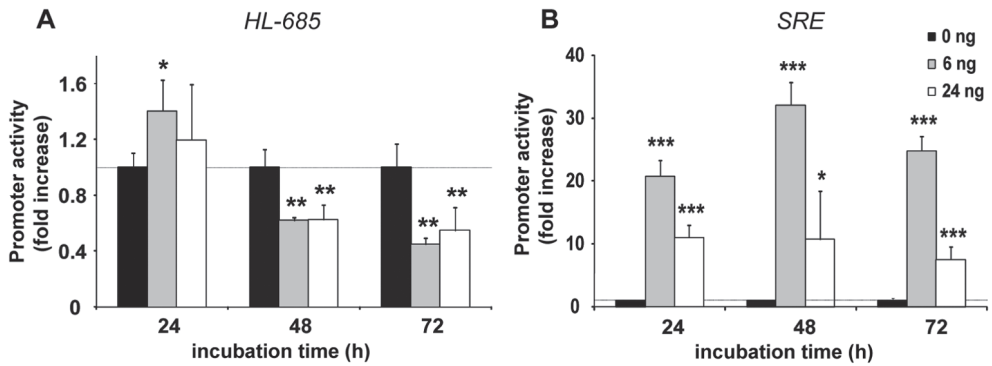 A
HL-685
Promoter activity
(fold increase)
1.6
1.2
0.8
0.4
0
*
**
**
**
**
24
48
72
incubation time (h)
B
SRE
0 ng
6 ng
24 ng
Promoter activity
(fold increase)
40
30
20
10
0
***
***
***
*
***
***
24
48
72
incubation time (h)